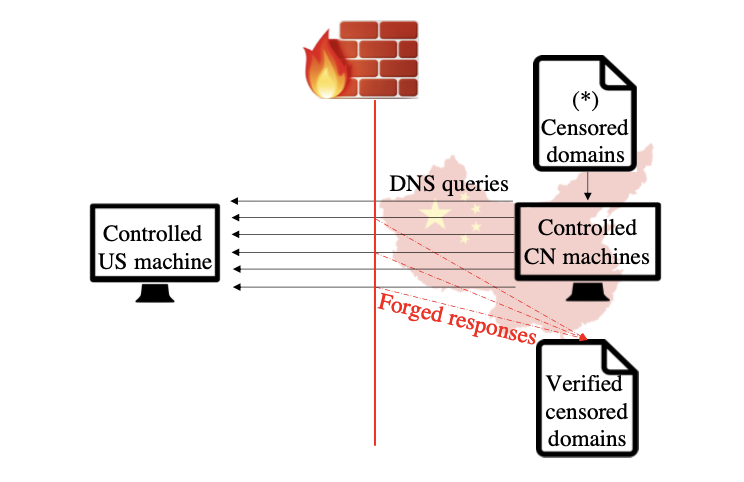 (*)
Censored
domains
DNS queries
Controlled
US machine
Controlled
CN machines
Forged responses
Verified
censored
domains